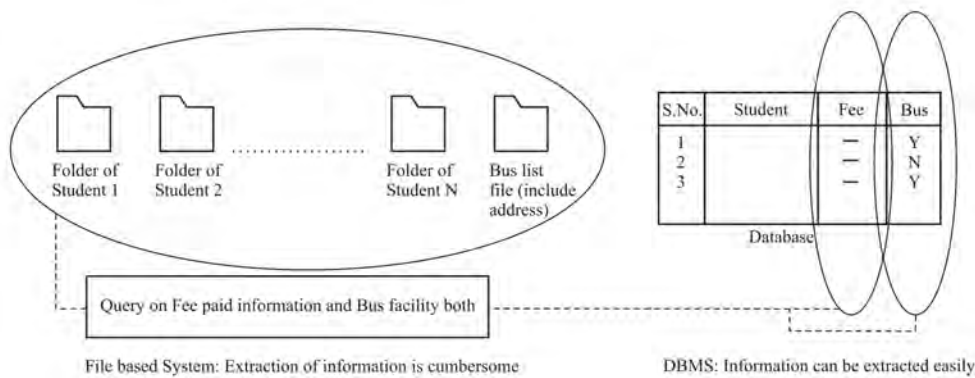 Folder of
Student 1
Folder of
Student 2
Folder of
Student N
Bus list
file (include
address)
S.No. Student Fee Bus
1 — Y
2 — N
3 — Y
Database
Query on Fee paid information and Bus facility both
File based System: Extraction of information is cumbersome
DBMS: Information can be extracted easily